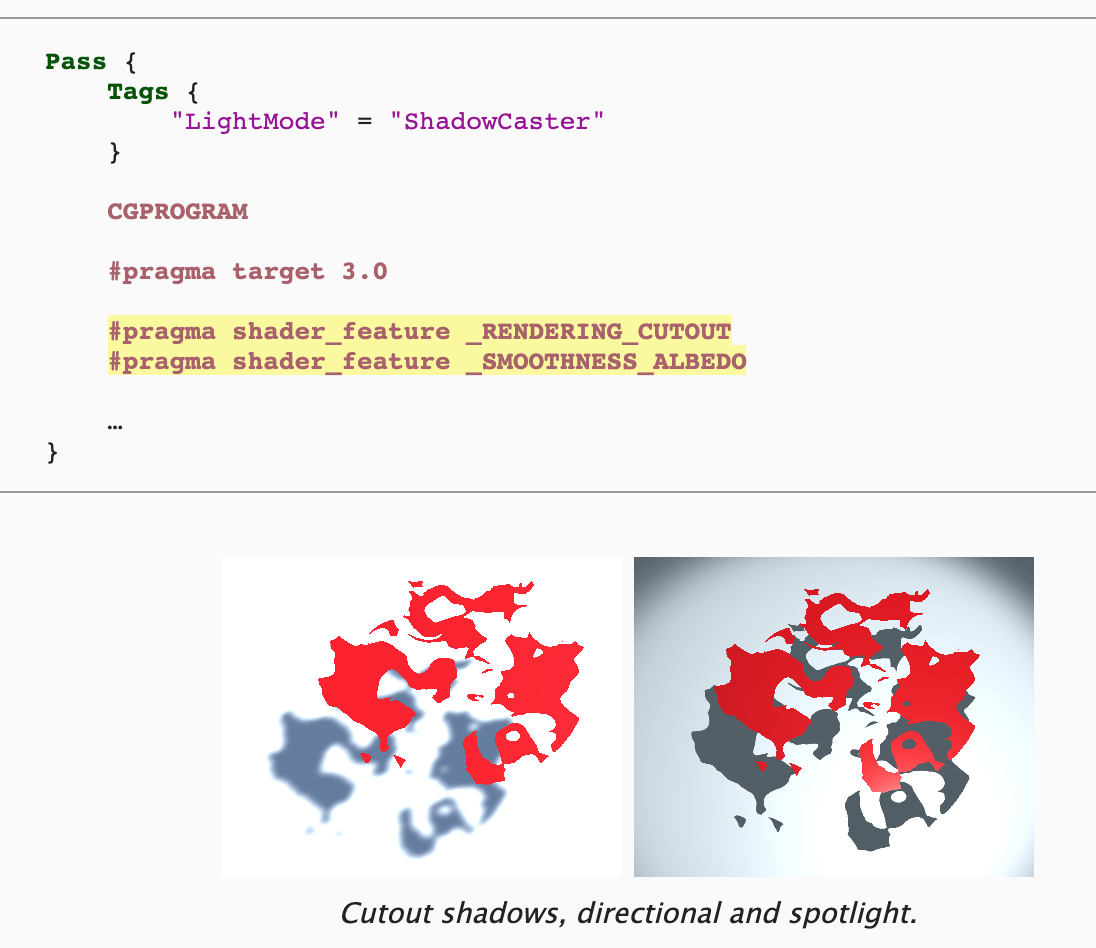 Pass {
Tags {
"LightMode" = "ShadowCaster"
}
CGPROGRAM
#pragma target 3.0
#pragma shader_feature _RENDERING_CUTOUT
#pragma shader_feature _SMOOTHNESS_ALBEDO
…
}
Cutout shadows, directional and spotlight.